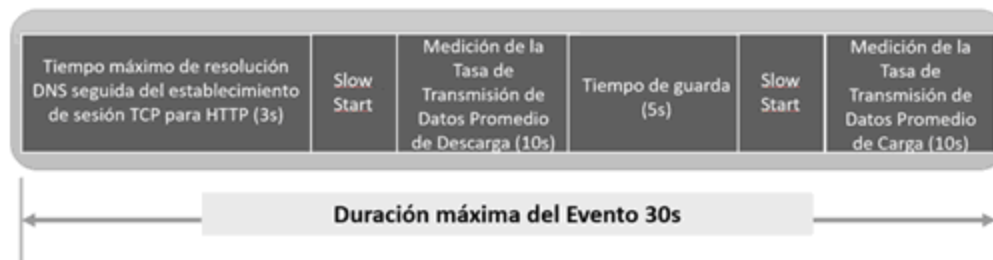 Tiempo máximo de resolución
DNS seguida del establecimiento
de sesión TCP para HTTP (3s)
Slow
Start
Medición de la
Tasa de
Transmisión de
Datos Promedio
de Descarga (10s)
Tiempo de guarda
(5s)
Slow
Start
Medición de la
Tasa de
Transmisión de
Datos Promedio
de Carga (10s)
Duración máxima del Evento 30s